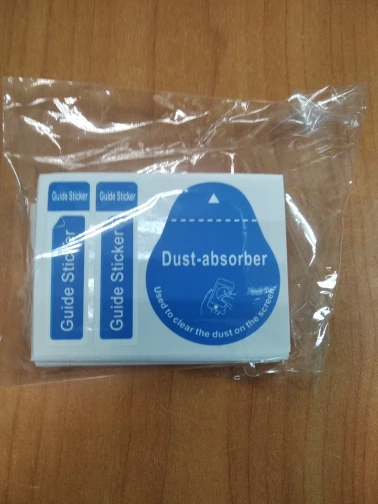 Guide Sticker
Guide Sticker
Guide Sticker
Guide Sticker
Dust-absorber
Used to clear the dust on the screen